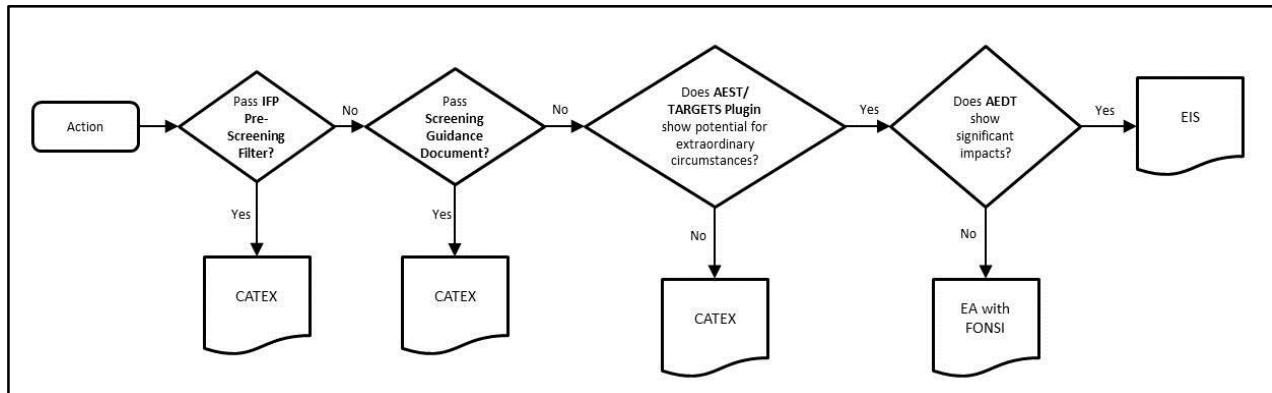 Action
Pass IFP
Pre-
Screening
Filter?
No
Yes
CATEX
Pass
Screening
Guidance
Document?
No
Yes
CATEX
Does AEST/
TARGETS Plugin
show potential for
extraordinary
circumstances?
Yes
No
CATEX
Does AEDT
show
significant
impacts?
Yes
No
EA with
FONSI
EIS